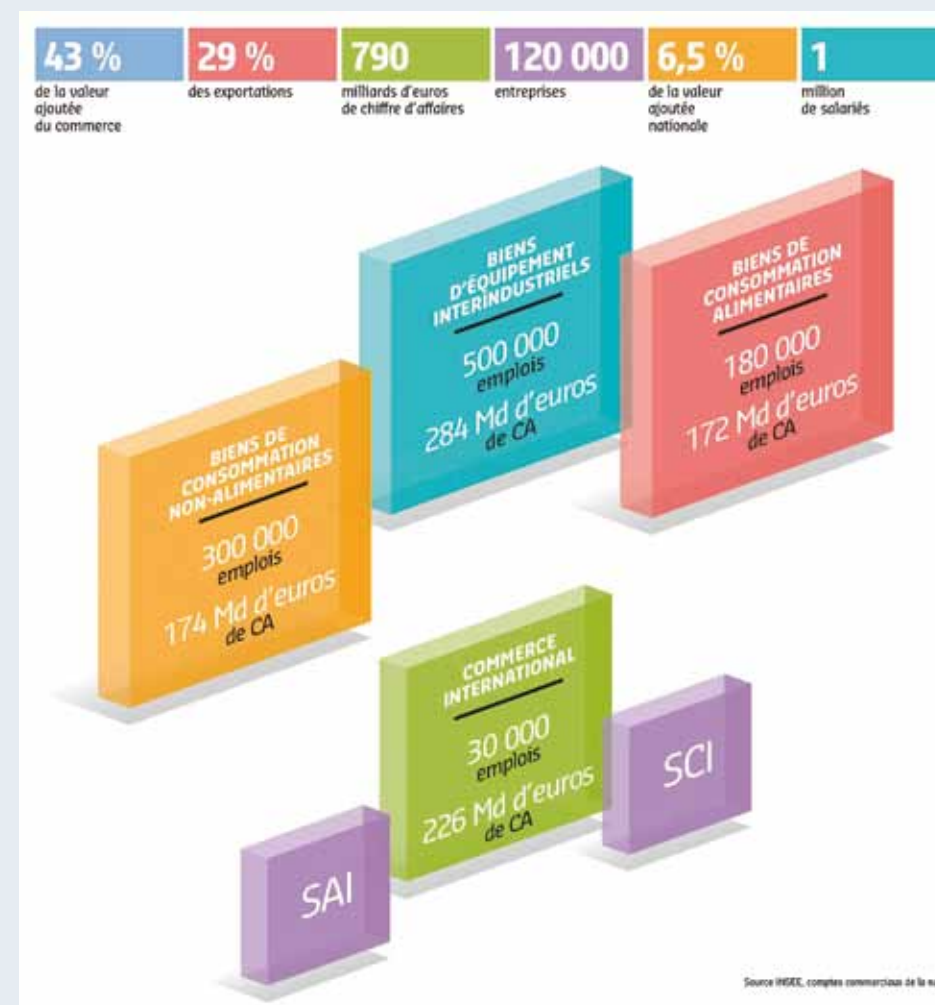 43 %
de la valeur
ajoutée
du commerce
29 %
des exportations
790
milliards d'euros
de chiffre d'affaires
120 000
entreprises
6,5 %
de la valeur
ajoutée
nationale
1
million
de salariés
BIENS
D'ÉQUIPEMENT
INTERINDUSTRIELS
500 000
emplois
284 Md d'euros
de CA
BIENS DE
CONSOMMATION
ALIMENTAIRES
180 000
emplois
172 Md d'euros
de CA
BIENS DE
CONSOMMATION
NON-ALIMENTAIRES
300 000
emplois
174 Md d'euros
de CA
COMMERCE
INTERNATIONAL
30 000
emplois
226 Md d'euros
de CA
SCI
SAI
Source INSEE, comptes commerciaux de la